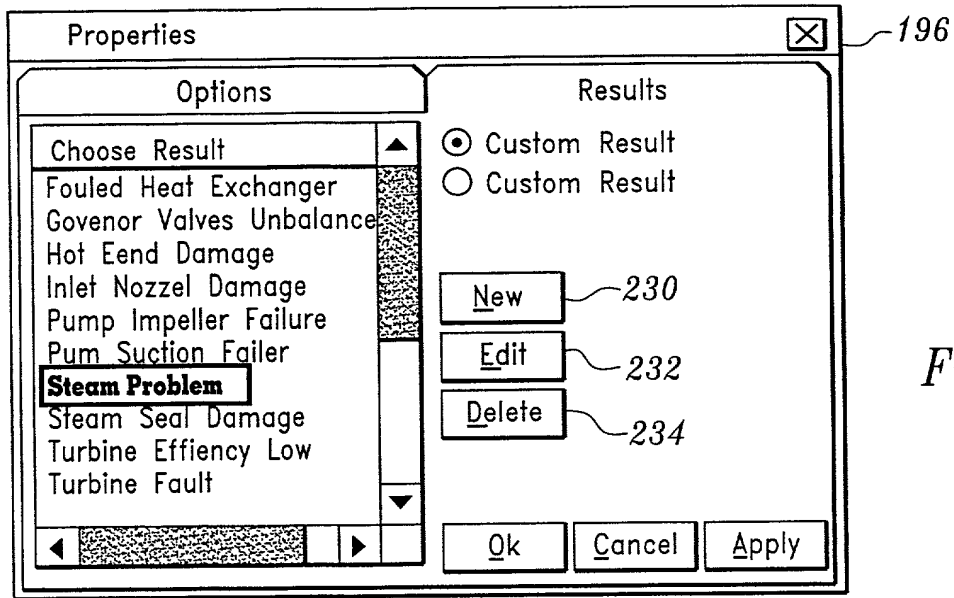 Properties
196
Options
Results
Choose Result
Fouled Heat Exchanger
Govenor Valves Unbalance
Hot Eend Damage
Inlet Nozzel Damage
Pump Impeller Failure
Pum Suction Failer
Steam Problem
Steam Seal Damage
Turbine Effiency Low
Turbine Fault
Custom Result
Custom Result
New
230
Edit
232
Delete
234
F
Ok
Cancel
Apply